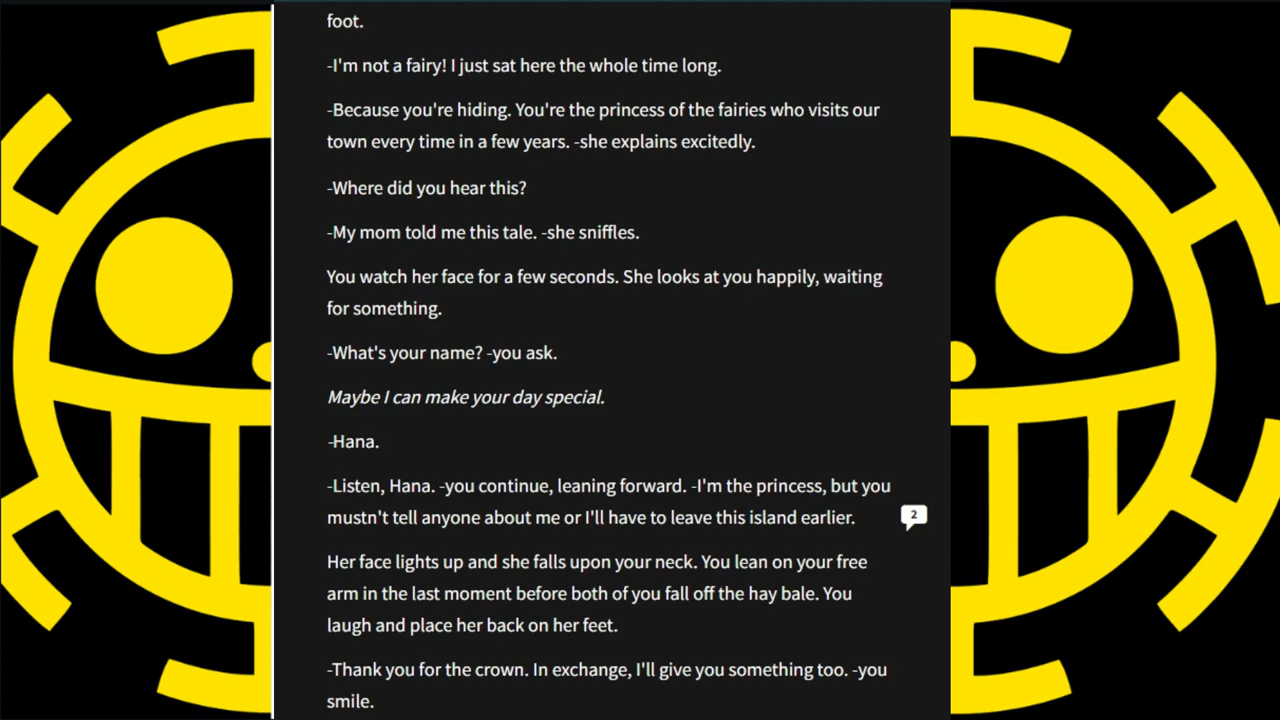 foot.
-I'm not a fairy! I just sat here the whole time long.
-Because you're hiding. You're the princess of the fairies who visits our
town every time in a few years. -she explains excitedly.
-Where did you hear this?
-My mom told me this tale. -she sniffles.
You watch her face for a few seconds. She looks at you happily, waiting
for something.
-What's your name? -you ask.
Maybe I can make your day special.
-Hana.
-Listen, Hana. -you continue, leaning forward. -I'm the princess, but you
mustn't tell anyone about me or I'll have to leave this island earlier.
2
Her face lights up and she falls upon your neck. You lean on your free
arm in the last moment before both of you fall off the hay bale. You
laugh and place her back on her feet.
-Thank you for the crown. In exchange, I'll give you something too. -you
smile.